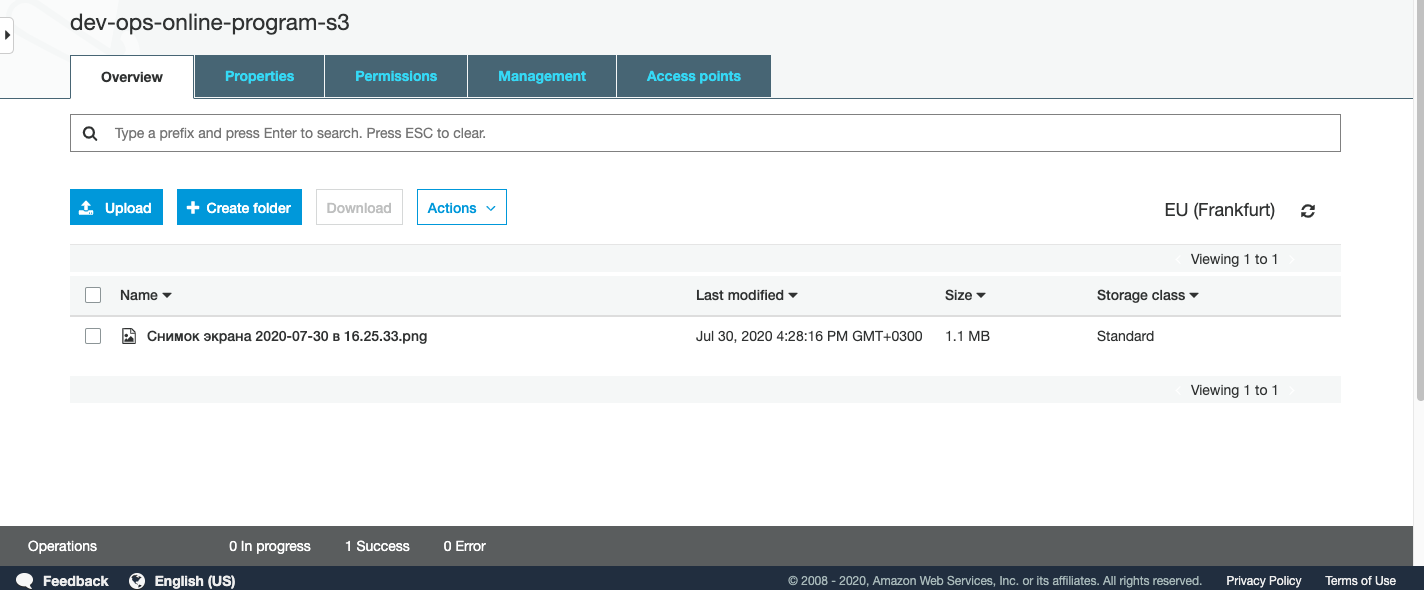 dev-ops-online-program-s3
Overview Properties Permissions Management Access points
Type a prefix and press Enter to search. Press ESC to clear.
Upload Create folder Download Actions EU (Frankfurt)
Viewing 1 to 1
Name Last modified Size Storage class
Снимок экрана 2020-07-30 в 16.25.33.png Jul 30, 2020 4:28:16 PM GMT+0300 1.1 MB Standard
Viewing 1 to 1
Operations 0 In progress 1 Success 0 Error
Feedback English (US) © 2008 - 2020, Amazon Web Services, Inc. or its affiliates. All rights reserved. Privacy Policy Terms of Use